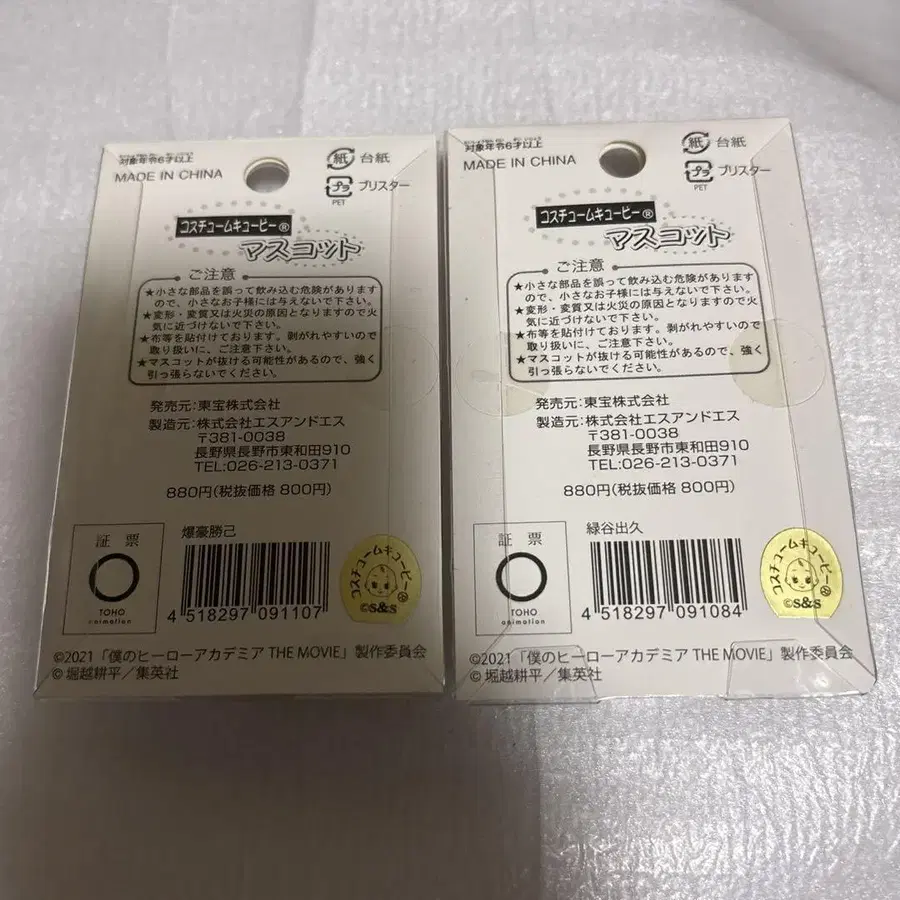 対象年令6才以上
MADE IN CHINA
紙 台紙
プラ ブリスター
PET
コスチュームキューピー®
マスコット
ご注意
★小さな部品を誤って飲み込む危険があります
ので、小さなお子様には与えないで下さい。
★変形・変質又は火災の原因となりますので火
気に近づけないで下さい。
★布等を貼付けております。剥がれやすいので
取り扱いに、ご注意下さい。
★マスコットが抜ける可能性があるので、強く
引っ張らないでください。
発売元:東宝株式会社
製造元:株式会社エスアンドエス
〒381-0038
長野県長野市東和田910
TEL:026-213-0371
880円(税抜価格 800円)
証票
TOHO
animation
爆豪勝己
4 518297 091107
コスチュームキューピー
©S&S
©2021「僕のヒーローアカデミア THE MOVIE」製作委員会
© 堀越耕平／集英社
対象年令6才以上
MADE IN CHINA
紙 台紙
プラ ブリスター
PET
コスチュームキューピー®
マスコット
ご注意
★小さな部品を誤って飲み込む危険があります
ので、小さなお子様には与えないで下さい。
★変形・変質又は火災の原因となりますので火
気に近づけないで下さい。
★布等を貼付けております。剥がれやすいので
取り扱いに、ご注意下さい。
★マスコットが抜ける可能性があるので、強く
引っ張らないでください。
発売元:東宝株式会社
製造元:株式会社エスアンドエス
〒381-0038
長野県長野市東和田910
TEL:026-213-0371
880円(税抜価格 800円)
証票
TOHO
animation
緑谷出久
4 518297 091084
コスチュームキューピー
©S&S
©2021「僕のヒーローアカデミア THE MOVIE」製作委員会
© 堀越耕平／集英社